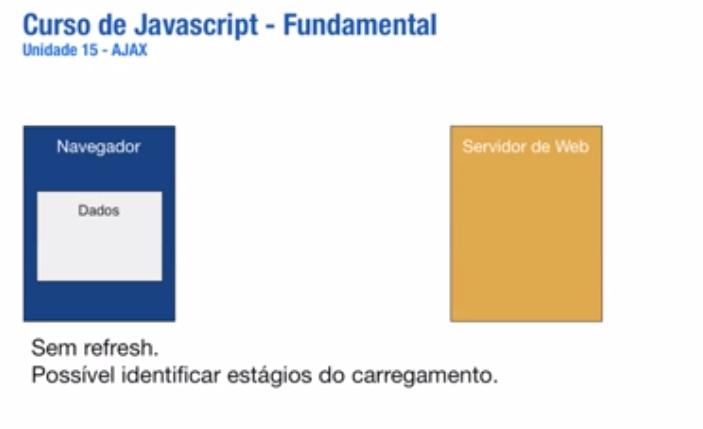 Curso de Javascript - Fundamental
Unidade 15 - AJAX
Navegador
Servidor de Web
Dados
Sem refresh.
Possível identificar estágios do carregamento.